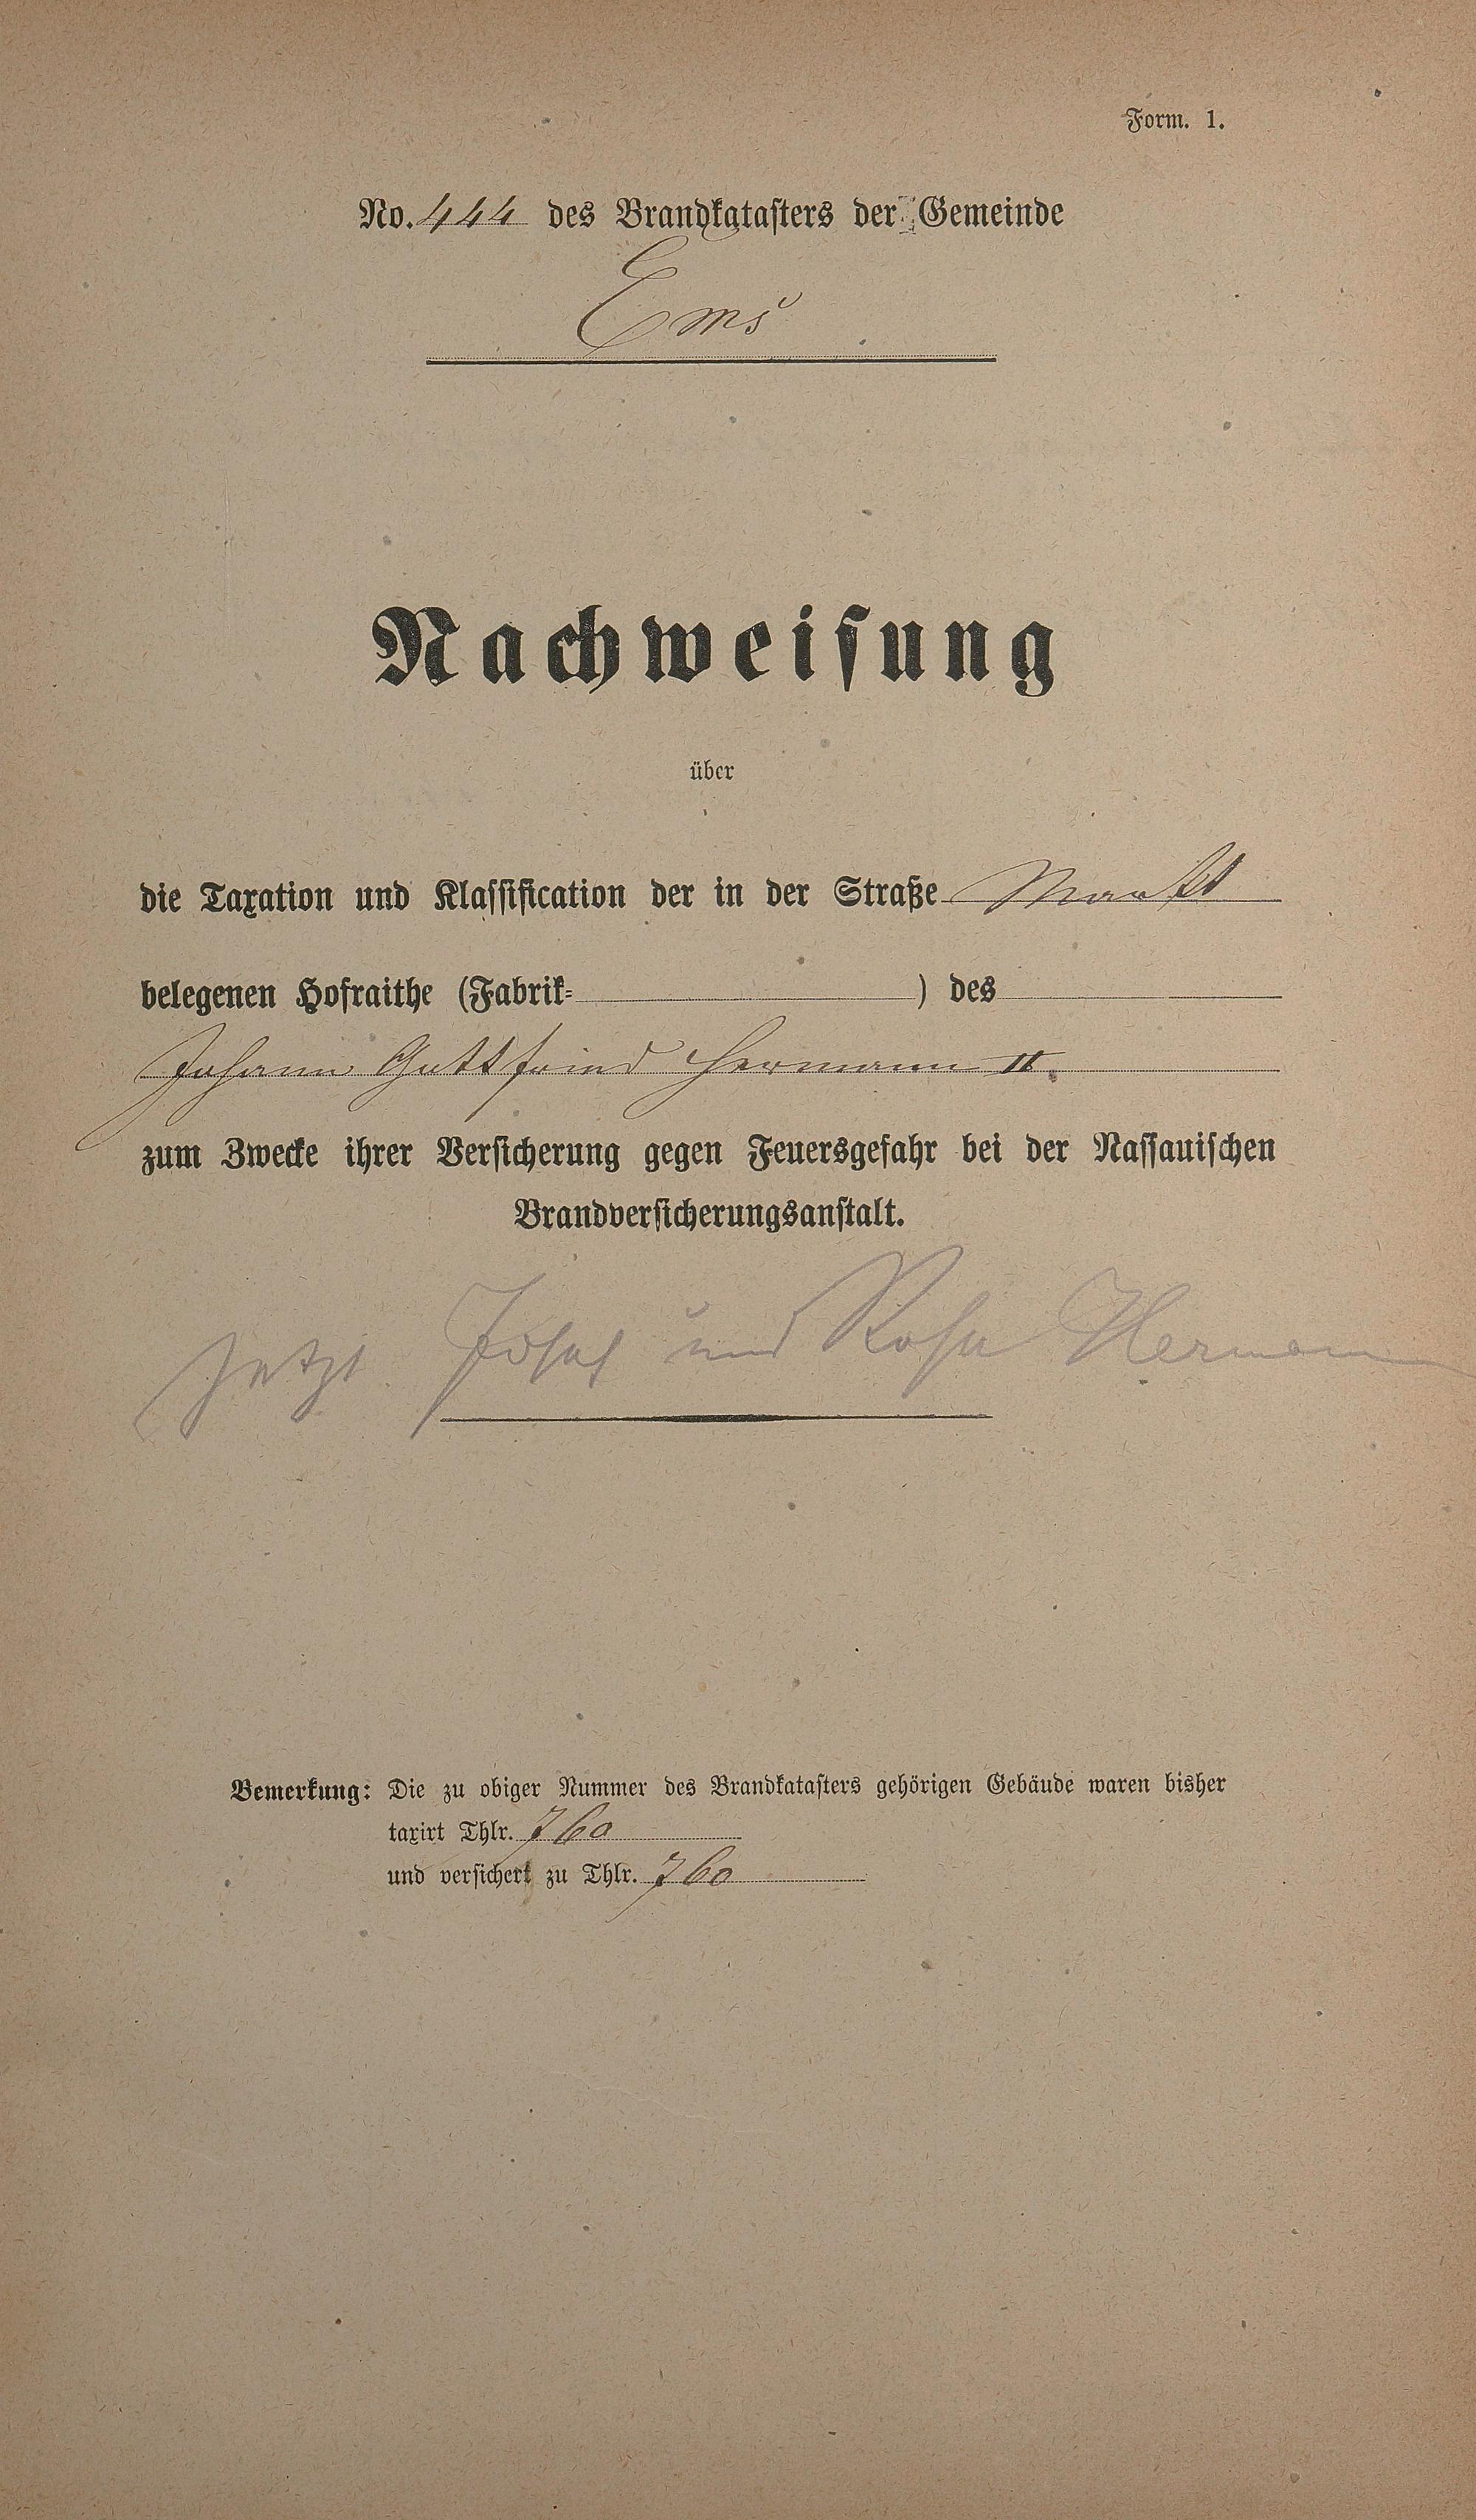 Form. 1.
No. 444 des Brandkatasters der Gemeinde
Ems
Nachweisung
über
die Taxation und Klassification der in der Straße Markt
belegenen Hofraithe (Fabrik= ) des
Johann Gottfried Hermann II.
zum Zwecke ihrer Versicherung gegen Feuersgefahr bei der Nassauischen
Brandversicherungsanstalt.
Jetzt Josef und Rosa Hermann
Bemerkung: Die zu obiger Nummer des Brandkatasters gehörigen Gebäude waren bisher
taxirt Thlr. 760
und versichert zu Thlr. 760